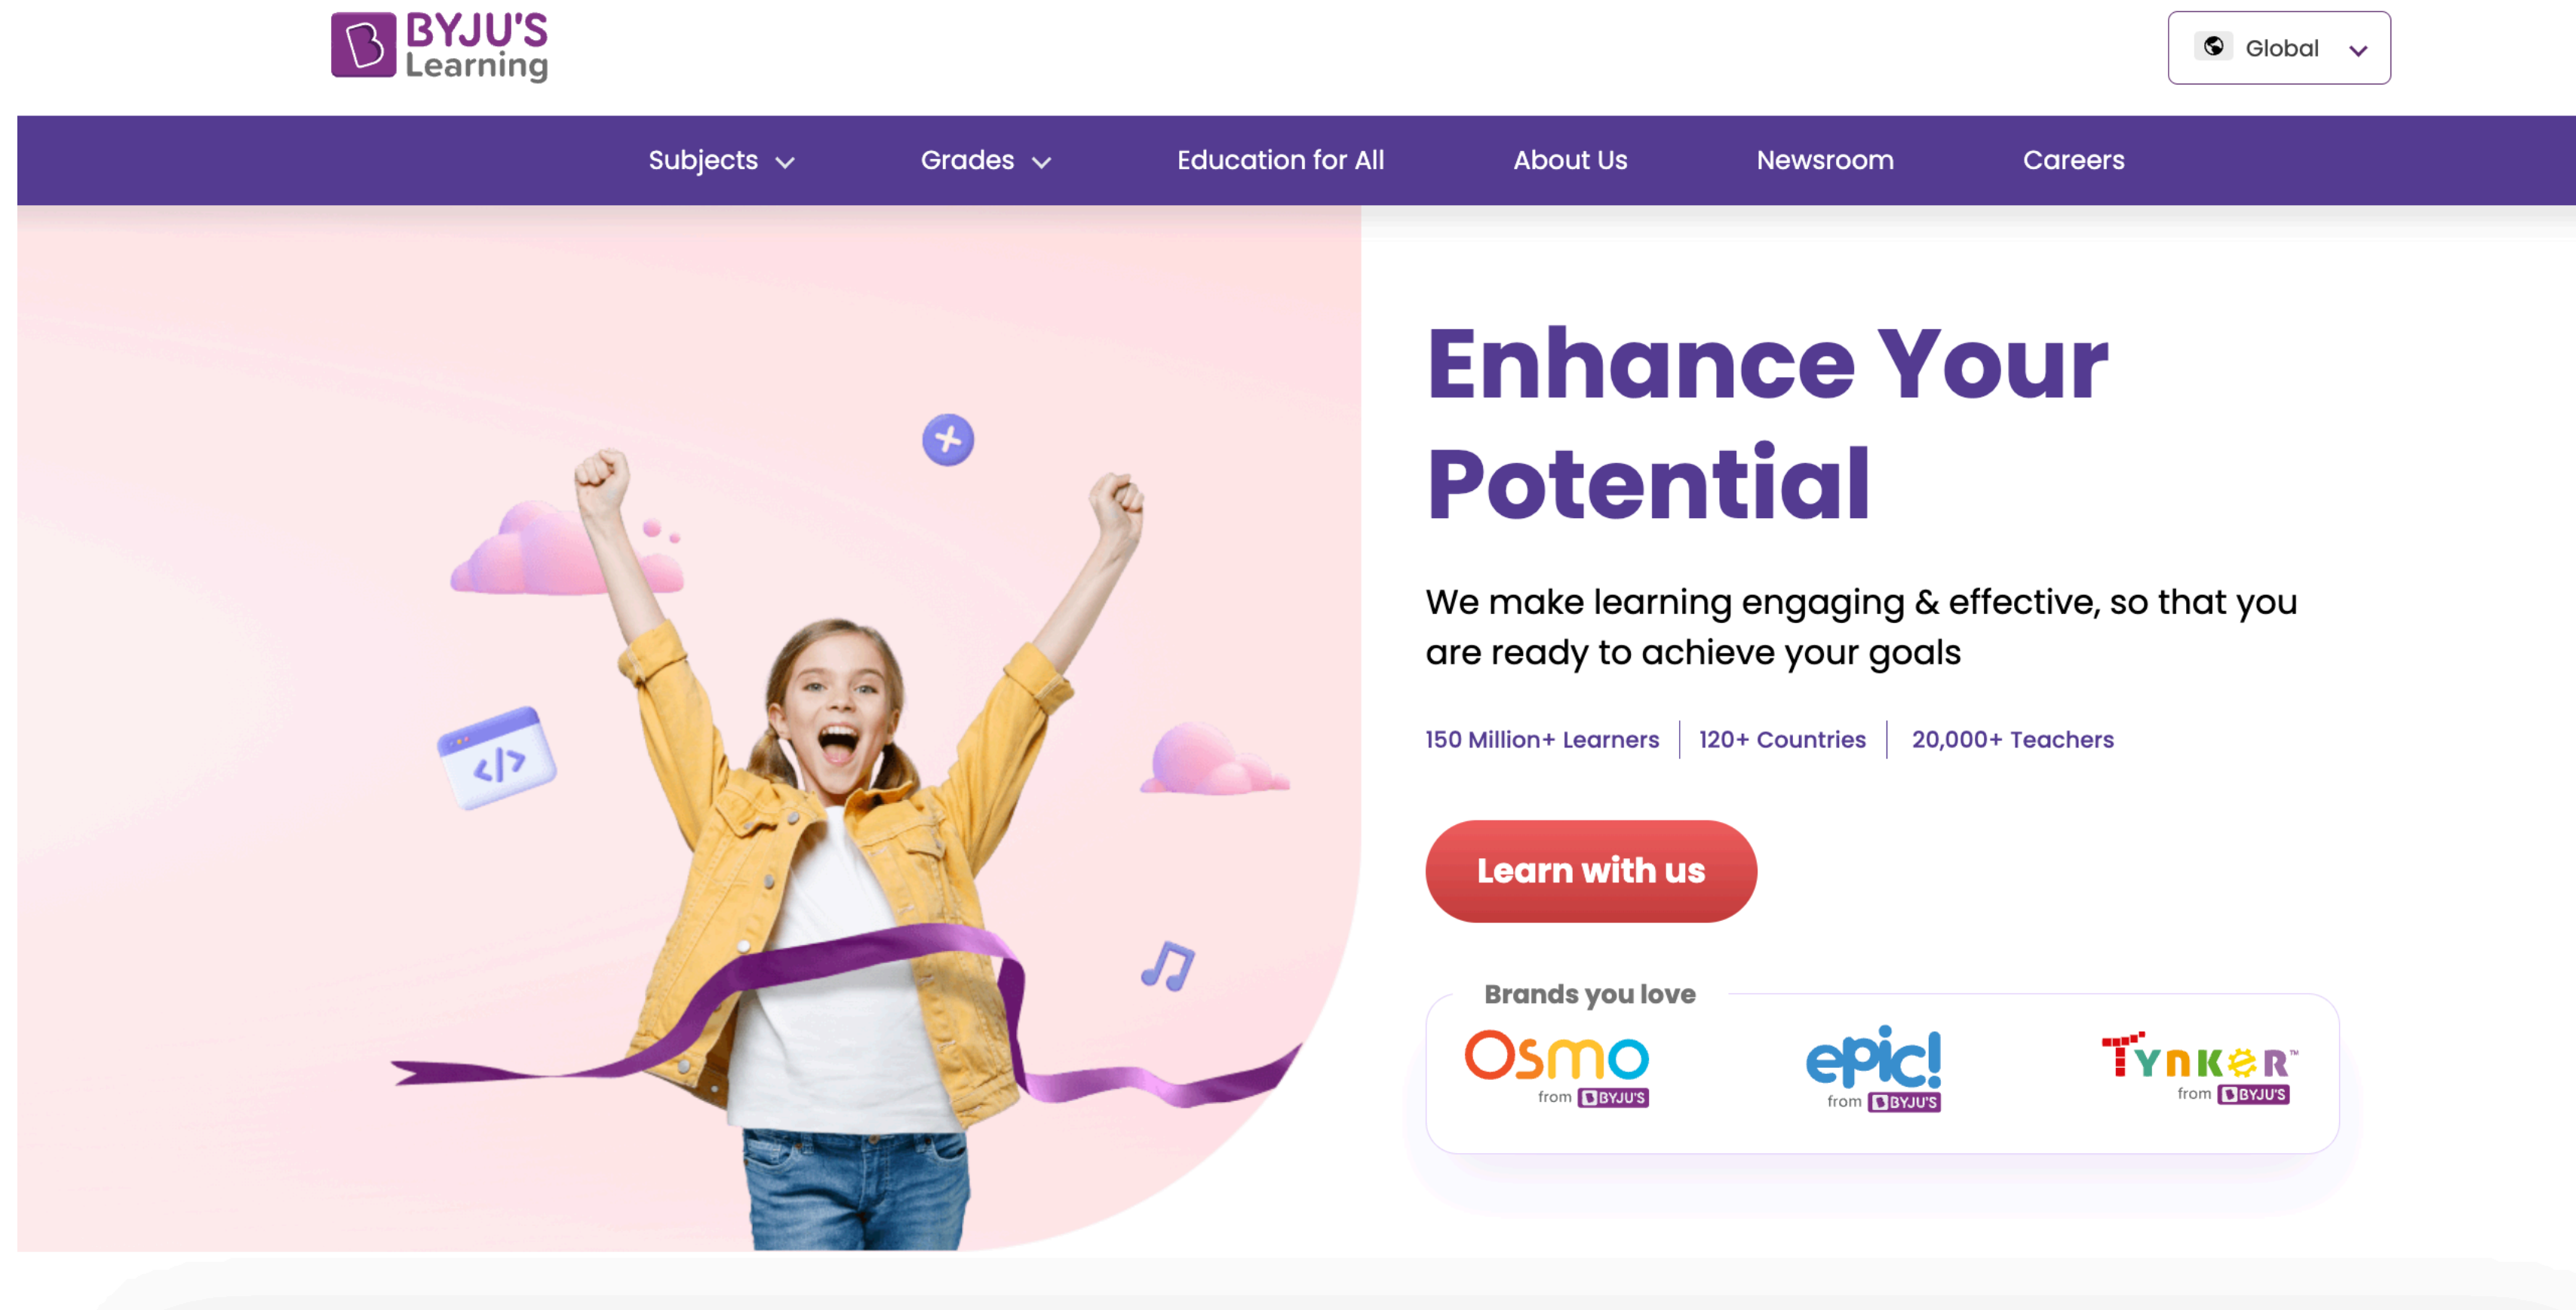 BYJU'S
Learning
Global
Subjects
Grades
Education for All
About Us
Newsroom
Careers
Enhance Your
Potential
We make learning engaging & effective, so that you
are ready to achieve your goals
150 Million+ Learners
120+ Countries
20,000+ Teachers
Learn with us
Brands you love
Osmo
from BYJU'S
epic!
from BYJU'S
TYNKER™
from BYJU'S